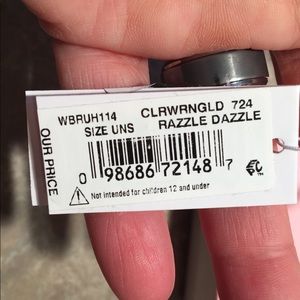 WBRUH114 CLRWRNGLD 724
SIZE UNS RAZZLE DAZZLE
OUR PRICE
0 98686 72148 7
Not intended for children 12 and under